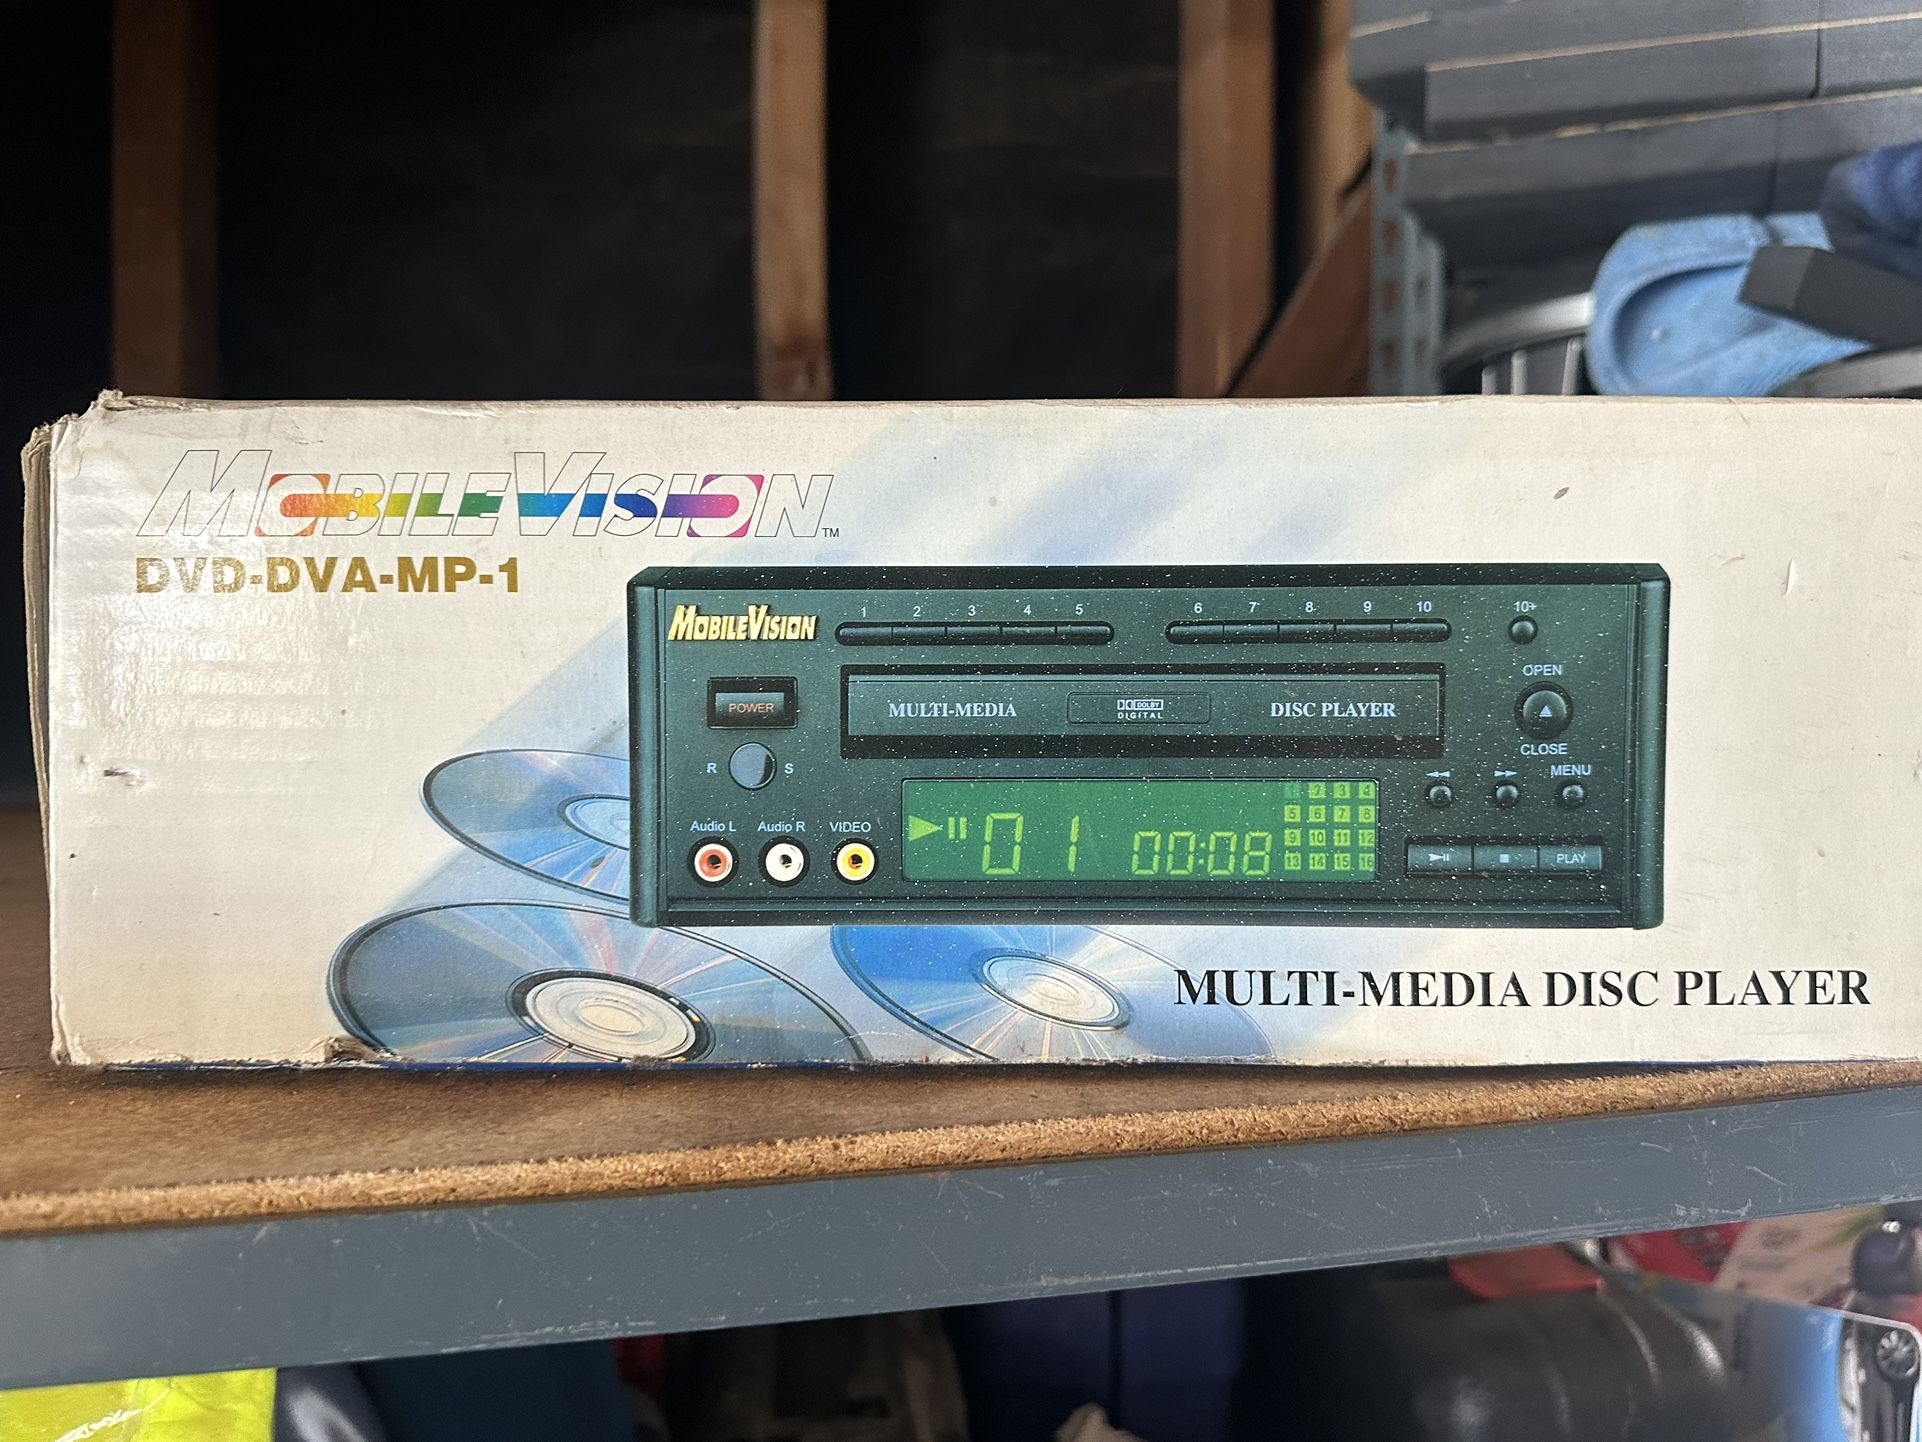 MOBILEVISION™
DVD-DVA-MP-1
MOBILEVISION
1 2 3 4 5 6 7 8 9 10 10+
OPEN
POWER
MULTI-MEDIA
DOLBY
DIGITAL
DISC PLAYER
CLOSE
R S
MENU
Audio L Audio R VIDEO
01 00:08
1 2 3 4
5 6 7 8
9 10 11 12
13 14 15 16
PLAY
MULTI-MEDIA DISC PLAYER